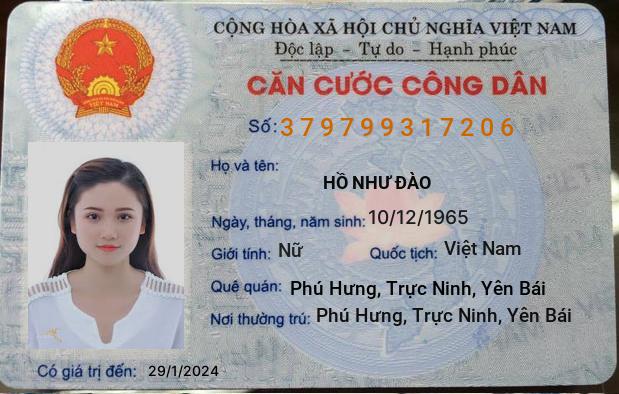 CỘNG HÒA XÃ HỘI CHỦ NGHĨA VIỆT NAM
Độc lập - Tự do - Hạnh phúc
CĂN CƯỚC CÔNG DÂN
Số: 379799317206
Họ và tên:
HỒ NHƯ ĐÀO
Ngày, tháng, năm sinh: 10/12/1965
Giới tính: Nữ Quốc tịch: Việt Nam
Quê quán: Phú Hưng, Trực Ninh, Yên Bái
Nơi thường trú: Phú Hưng, Trực Ninh, Yên Bái
Có giá trị đến: 29/1/2024
VIỆT NAM